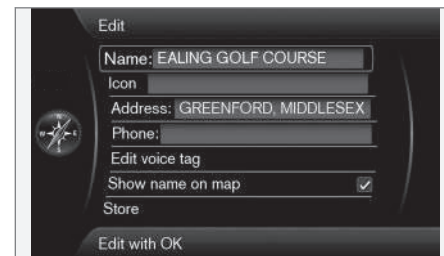 Edit
Name: EALING GOLF COURSE
Icon
Address: GREENFORD, MIDDLESEX
Phone:
Edit voice tag
Show name on map
Store
Edit with OK